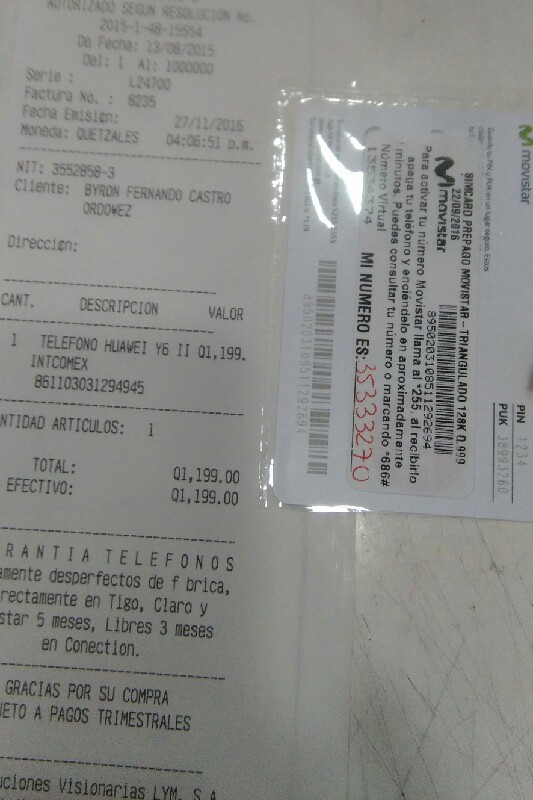 AUTORIZADO SEGUN RESOLUCION No.
2015-1-48-15554
De Fecha: 13/08/2015
Del: 1 Al: 1000000
Serie : L24700
Factura No. : 8235
Fecha Emision: 27/11/2016
Moneda: QUETZALES 04:06:51 p.m.
NIT: 3552858-3
Cliente: BYRON FERNANDO CASTRO
ORDOWEZ
Direccion:
CANT. DESCRIPCION VALOR
1 TELEFONO HUAWEI Y6 II Q1,199.
INTCOMEX
861103031294945
NTIDAD ARTICULOS: 1
TOTAL: Q1,199.00
EFECTIVO: Q1,199.00
RANTIA TELEFONOS
amente desperfectos de f brica,
rectamente en Tigo, Claro y
star 5 meses, Libres 3 meses
en Conection.
GRACIAS POR SU COMPRA
JETO A PAGOS TRIMESTRALES
uciones Visionarias LYM, S.A
movistar
PIN 1234
PUK 38993260
SIMCARD PREPAGO MOVISTAR - TRIANGULADO 128K Q.999
22/09/2016
8950203108511292694
movistar
Para activar tu número Movistar llama al *255, al recibirlo
apaga tu teléfono y enciéndelo en aproximadamente
minutos. Puedes consultar tu número o marcando *686#
Número Virtual
MI NUMERO ES: 35333270
8950203108511292694